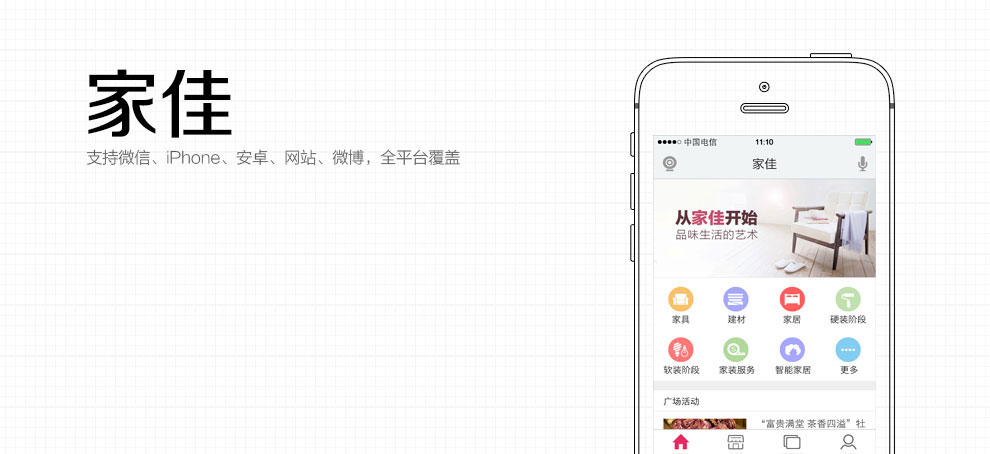 家佳
支持微信、iPhone、安卓、网站、微博，全平台覆盖
中国电信 11:10
家佳
从家佳开始
品味生活的艺术
家具 建材 家居 硬装阶段
软装阶段 家装服务 智能家居 更多
广场活动
“富贵满堂 茶香四溢”牡